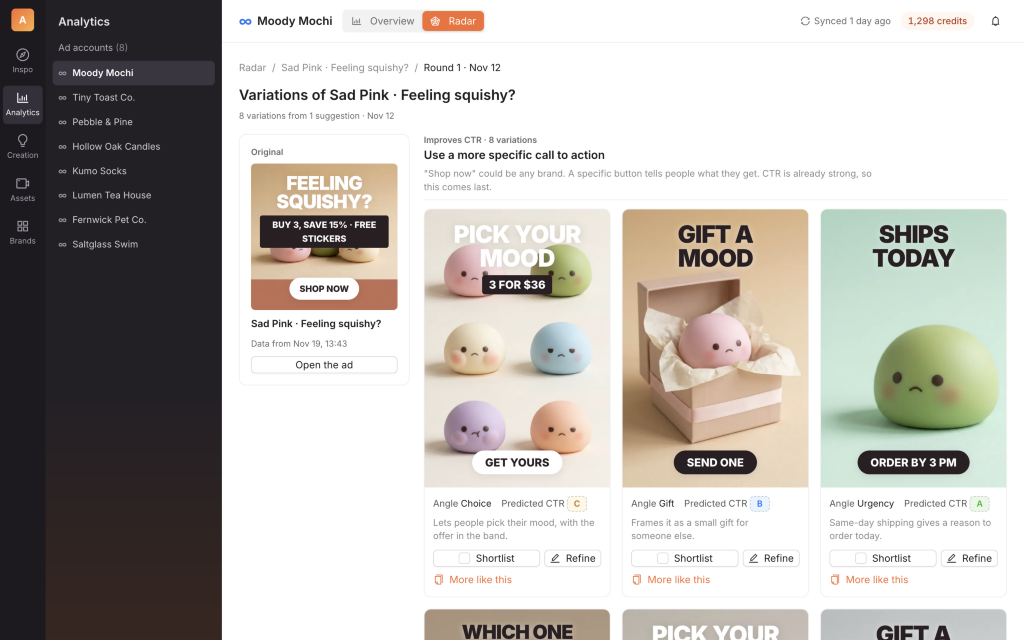 A
Inspo
Analytics
Creation
Assets
Brands
Analytics
Ad accounts (8)
Moody Mochi
Tiny Toast Co.
Pebble & Pine
Hollow Oak Candles
Kumo Socks
Lumen Tea House
Fernwick Pet Co.
Saltglass Swim
Moody Mochi
Overview
Radar
Synced 1 day ago
1,298 credits
Radar / Sad Pink · Feeling squishy? / Round 1 · Nov 12
Variations of Sad Pink · Feeling squishy?
8 variations from 1 suggestion · Nov 12
Original
FEELING
SQUISHY?
BUY 3, SAVE 15% · FREE
STICKERS
SHOP NOW
Sad Pink · Feeling squishy?
Data from Nov 19, 13:43
Open the ad
Improves CTR · 8 variations
Use a more specific call to action
"Shop now" could be any brand. A specific button tells people what they get. CTR is already strong, so
this comes last.
PICK YOUR
MOOD
3 FOR $36
GET YOURS
Angle Choice Predicted CTR C
Lets people pick their mood, with the
offer in the band.
Shortlist
Refine
More like this
GIFT A
MOOD
SEND ONE
Angle Gift Predicted CTR B
Frames it as a small gift for
someone else.
Shortlist
Refine
More like this
SHIPS
TODAY
ORDER BY 3 PM
Angle Urgency Predicted CTR A
Same-day shipping gives a reason to
order today.
Shortlist
Refine
More like this
WHICH ONE
PICK YOUR
GIFT A